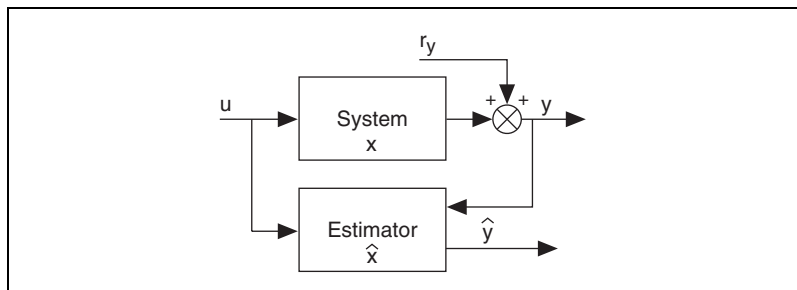 r_y
u
+ +
y
System
x
Estimator
x̂
ŷ